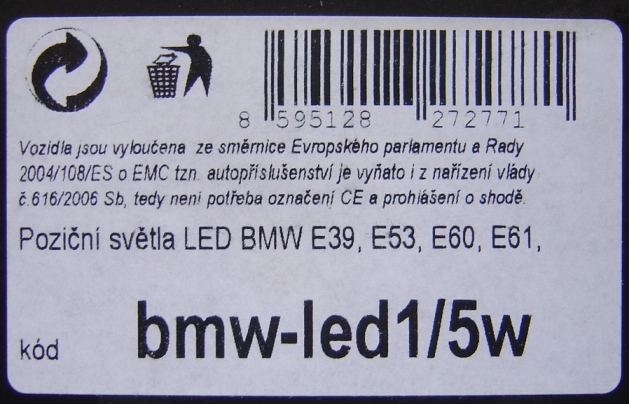 8 595128 272771
Vozidla jsou vyloučena ze směrnice Evropského parlamentu a Rady
2004/108/ES o EMC tzn. autopříslušenství je vyňato i z nařízení vlády
č.616/2006 Sb, tedy není potřeba označení CE a prohlášení o shodě.
Poziční světla LED BMW E39, E53, E60, E61,
kód bmw-led1/5w